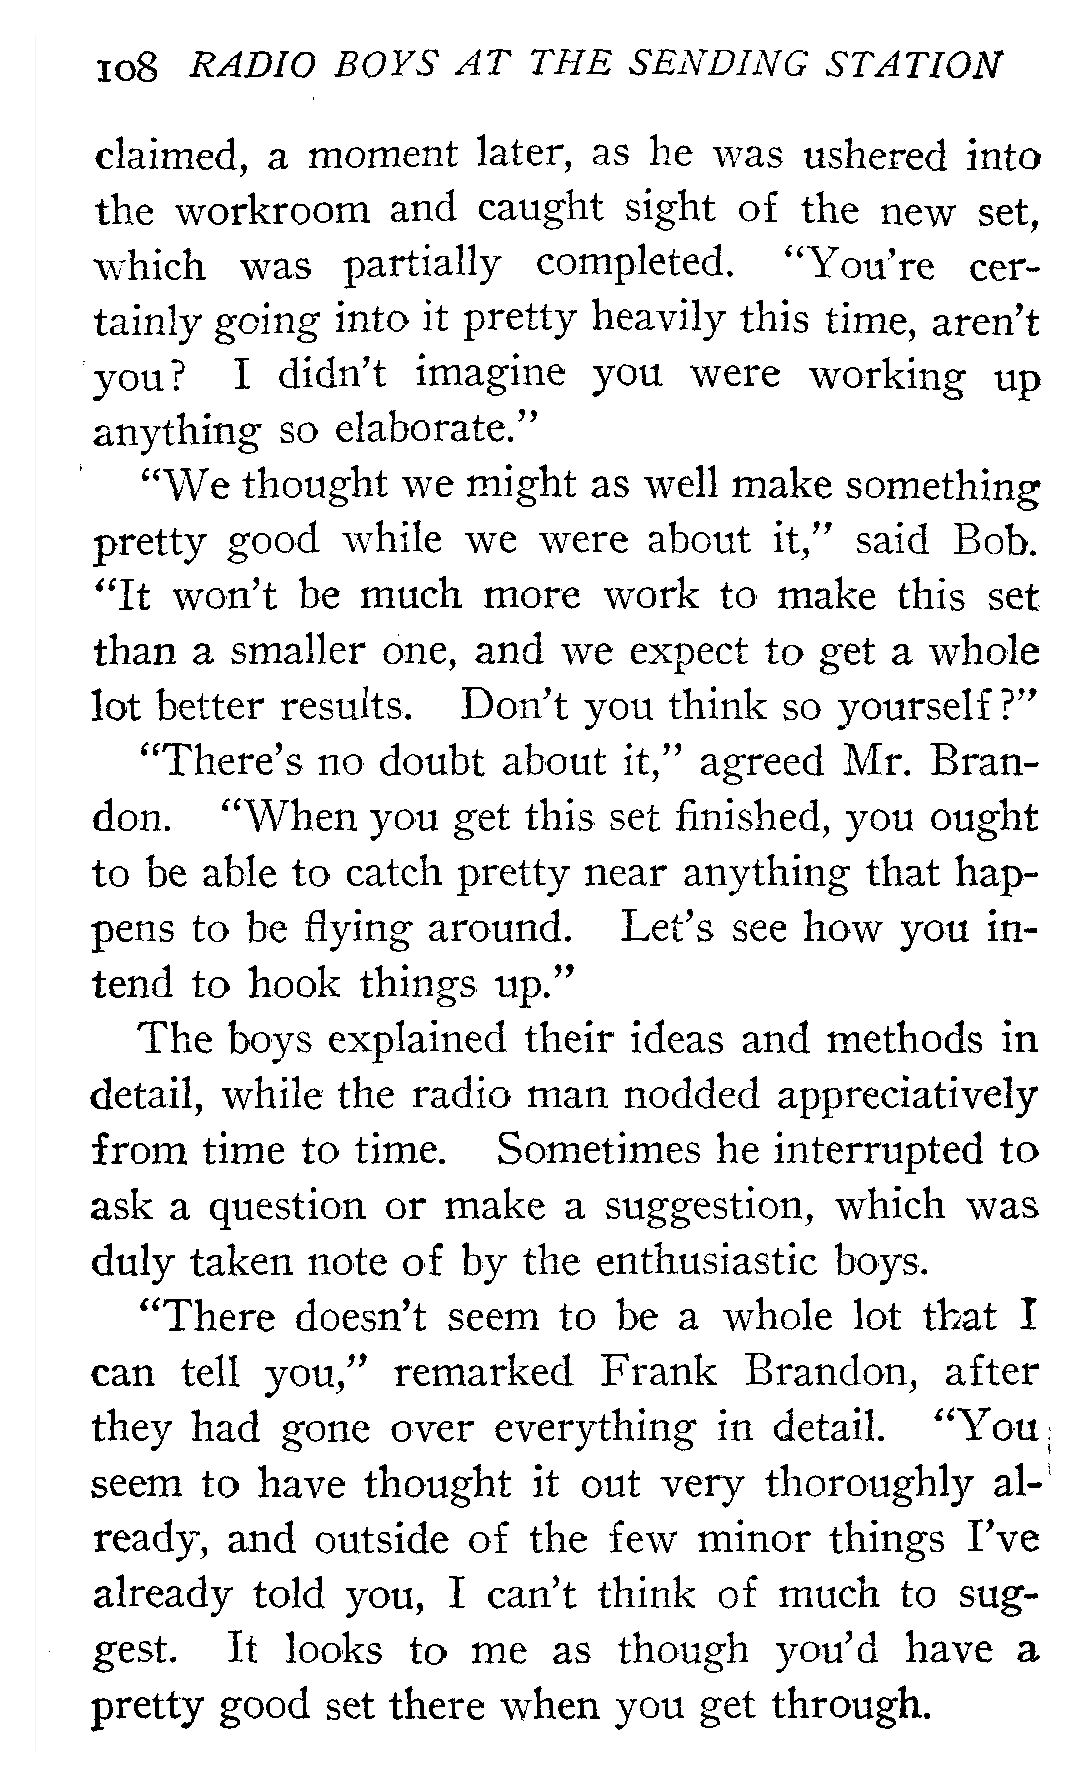 108 RADIO BOYS AT THE SENDING STATION
claimed, a moment later, as he was ushered into
the workroom and caught sight of the new set,
which was partially completed. “You’re cer-
tainly going into it pretty heavily this time, aren’t
you? I didn’t imagine you were working up
anything so elaborate.”
“We thought we might as well make something
pretty good while we were about it,” said Bob.
“It won’t be much more work to make this set
than a smaller one, and we expect to get a whole
lot better results. Don’t you think so yourself?”
“There’s no doubt about it,” agreed Mr. Bran-
don. “When you get this set finished, you ought
to be able to catch pretty near anything that hap-
pens to be flying around. Let’s see how you in-
tend to hook things up.”
The boys explained their ideas and methods in
detail, while the radio man nodded appreciatively
from time to time. Sometimes he interrupted to
ask a question or make a suggestion, which was
duly taken note of by the enthusiastic boys.
“There doesn’t seem to be a whole lot that I
can tell you,” remarked Frank Brandon, after
they had gone over everything in detail. “You
seem to have thought it out very thoroughly al-
ready, and outside of the few minor things I’ve
already told you, I can’t think of much to sug-
gest. It looks to me as though you’d have a
pretty good set there when you get through.